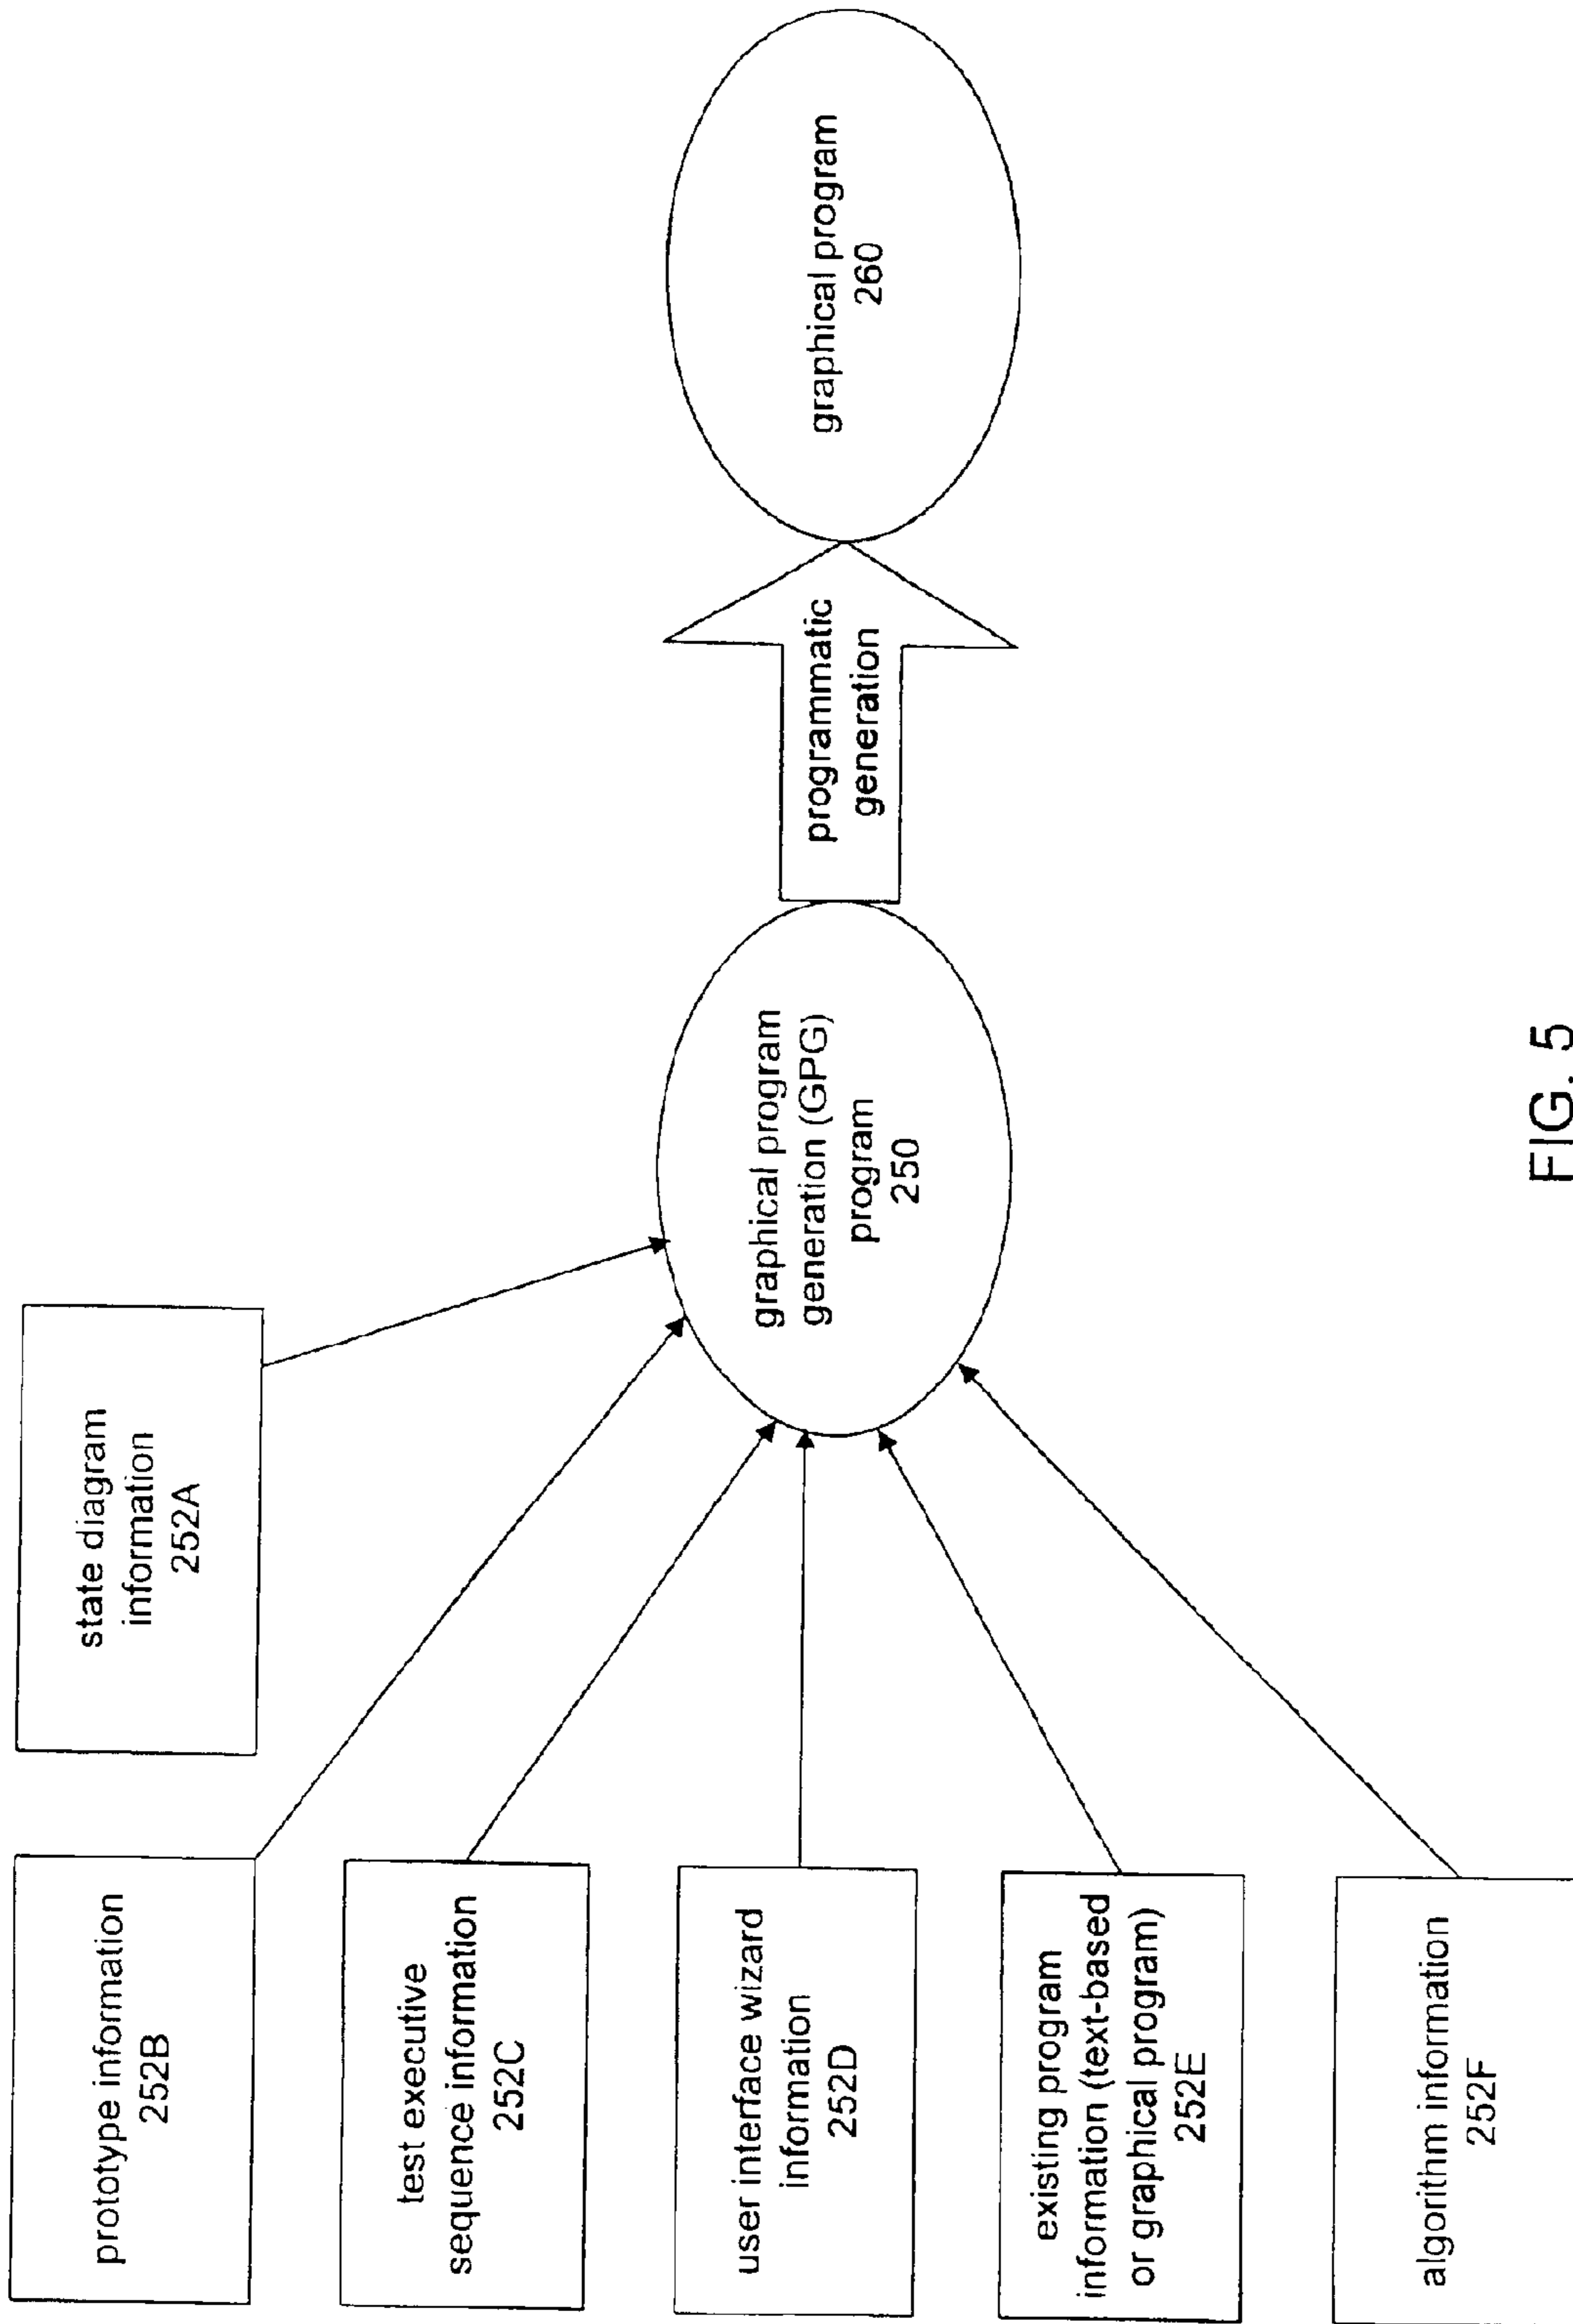 state diagram
information
252A
prototype information
252B
test executive
sequence information
252C
user interface wizard
information
252D
existing program
information (text-based
or graphical program)
252E
algorithm information
252F
graphical program
generation (GPG)
program
250
programmatic
generation
graphical program
260
FIG. 5